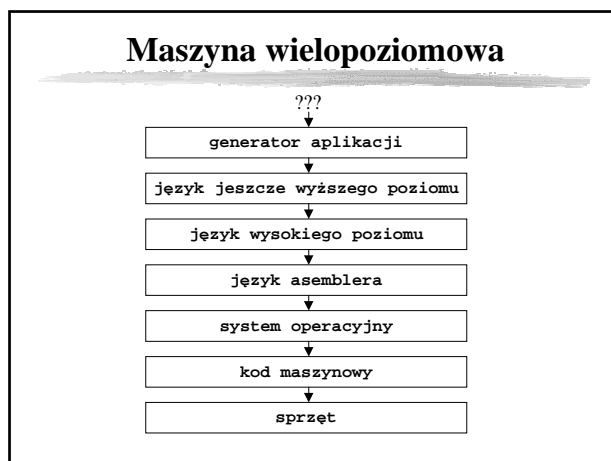 Maszyna wielopoziomowa
???
generator aplikacji
język jeszcze wyższego poziomu
język wysokiego poziomu
język asemblera
system operacyjny
kod maszynowy
sprzęt